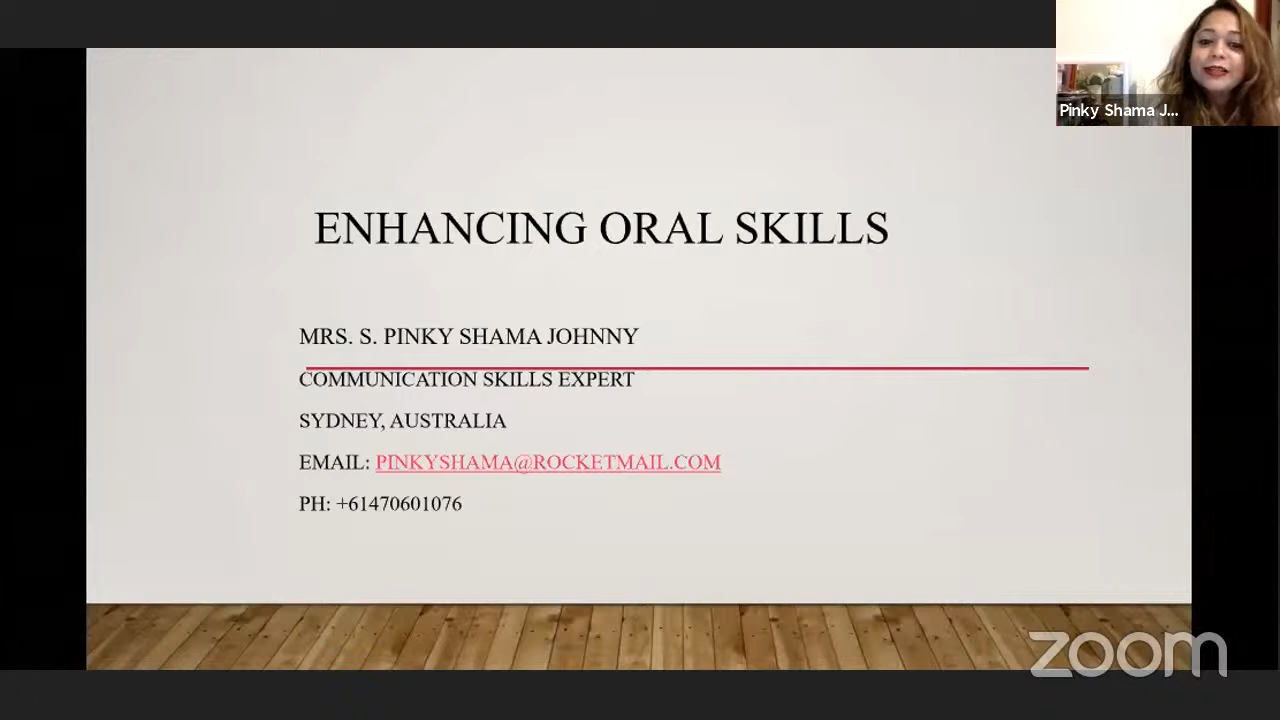 Pinky Shama J...
ENHANCING ORAL SKILLS
MRS. S. PINKY SHAMA JOHNNY
COMMUNICATION SKILLS EXPERT
SYDNEY, AUSTRALIA
EMAIL: PINKYSHAMA@ROCKETMAIL.COM
PH: +61470601076
zoom